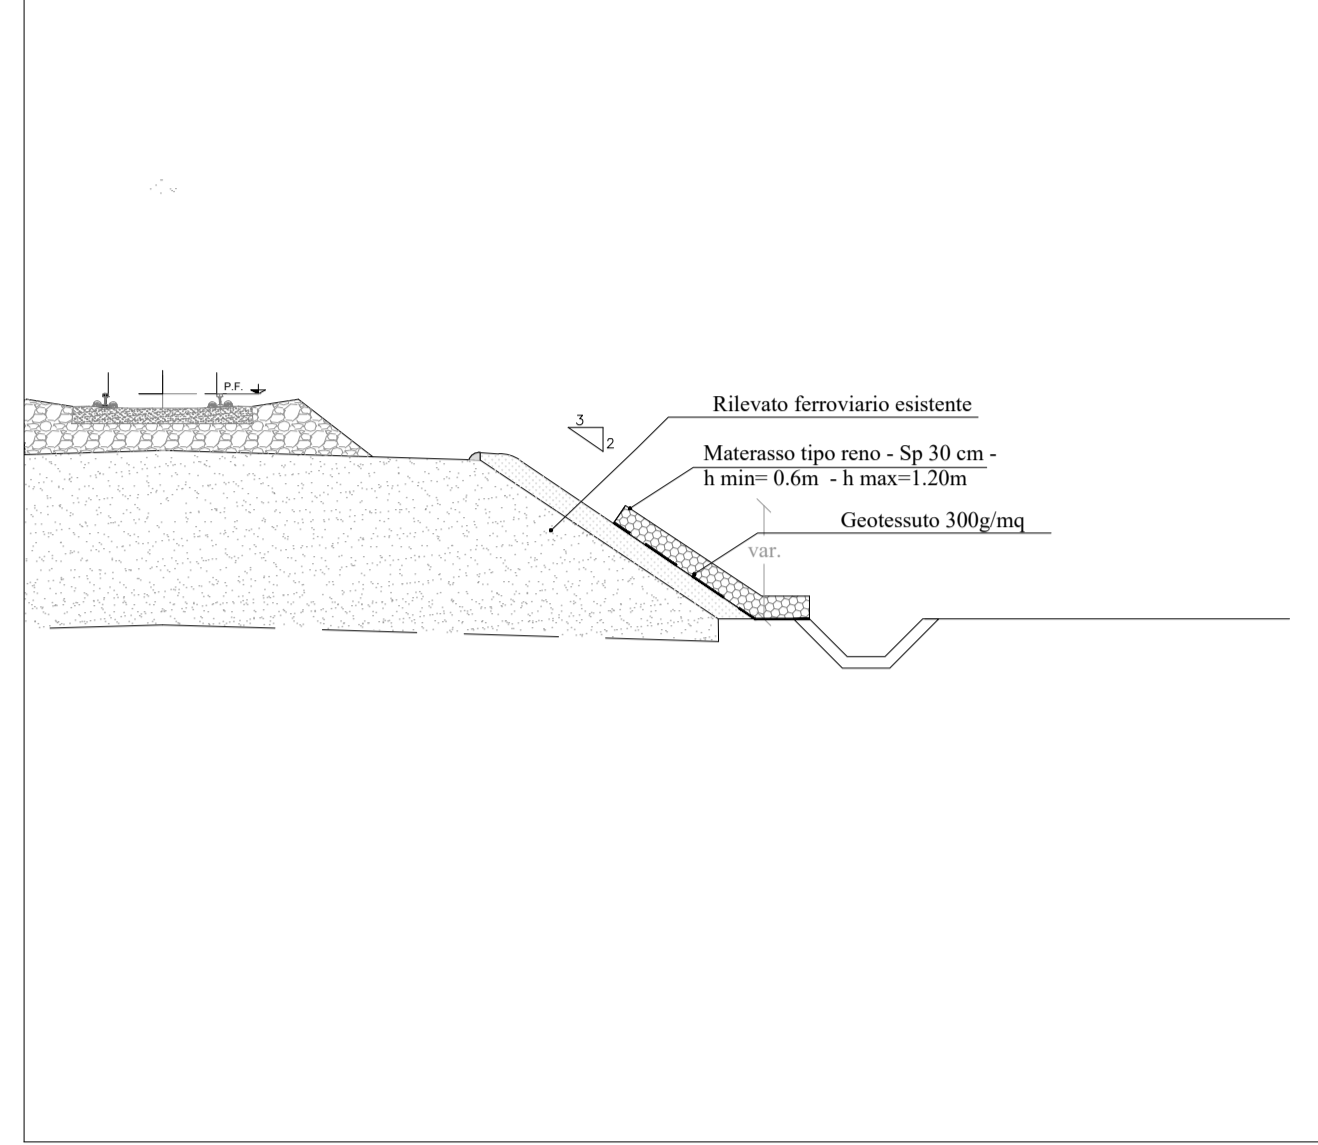 P.F.
3
2
Rilevato ferroviario esistente
Materasso tipo reno - Sp 30 cm -
h min= 0.6m - h max=1.20m
Geotessuto 300g/mq
var.